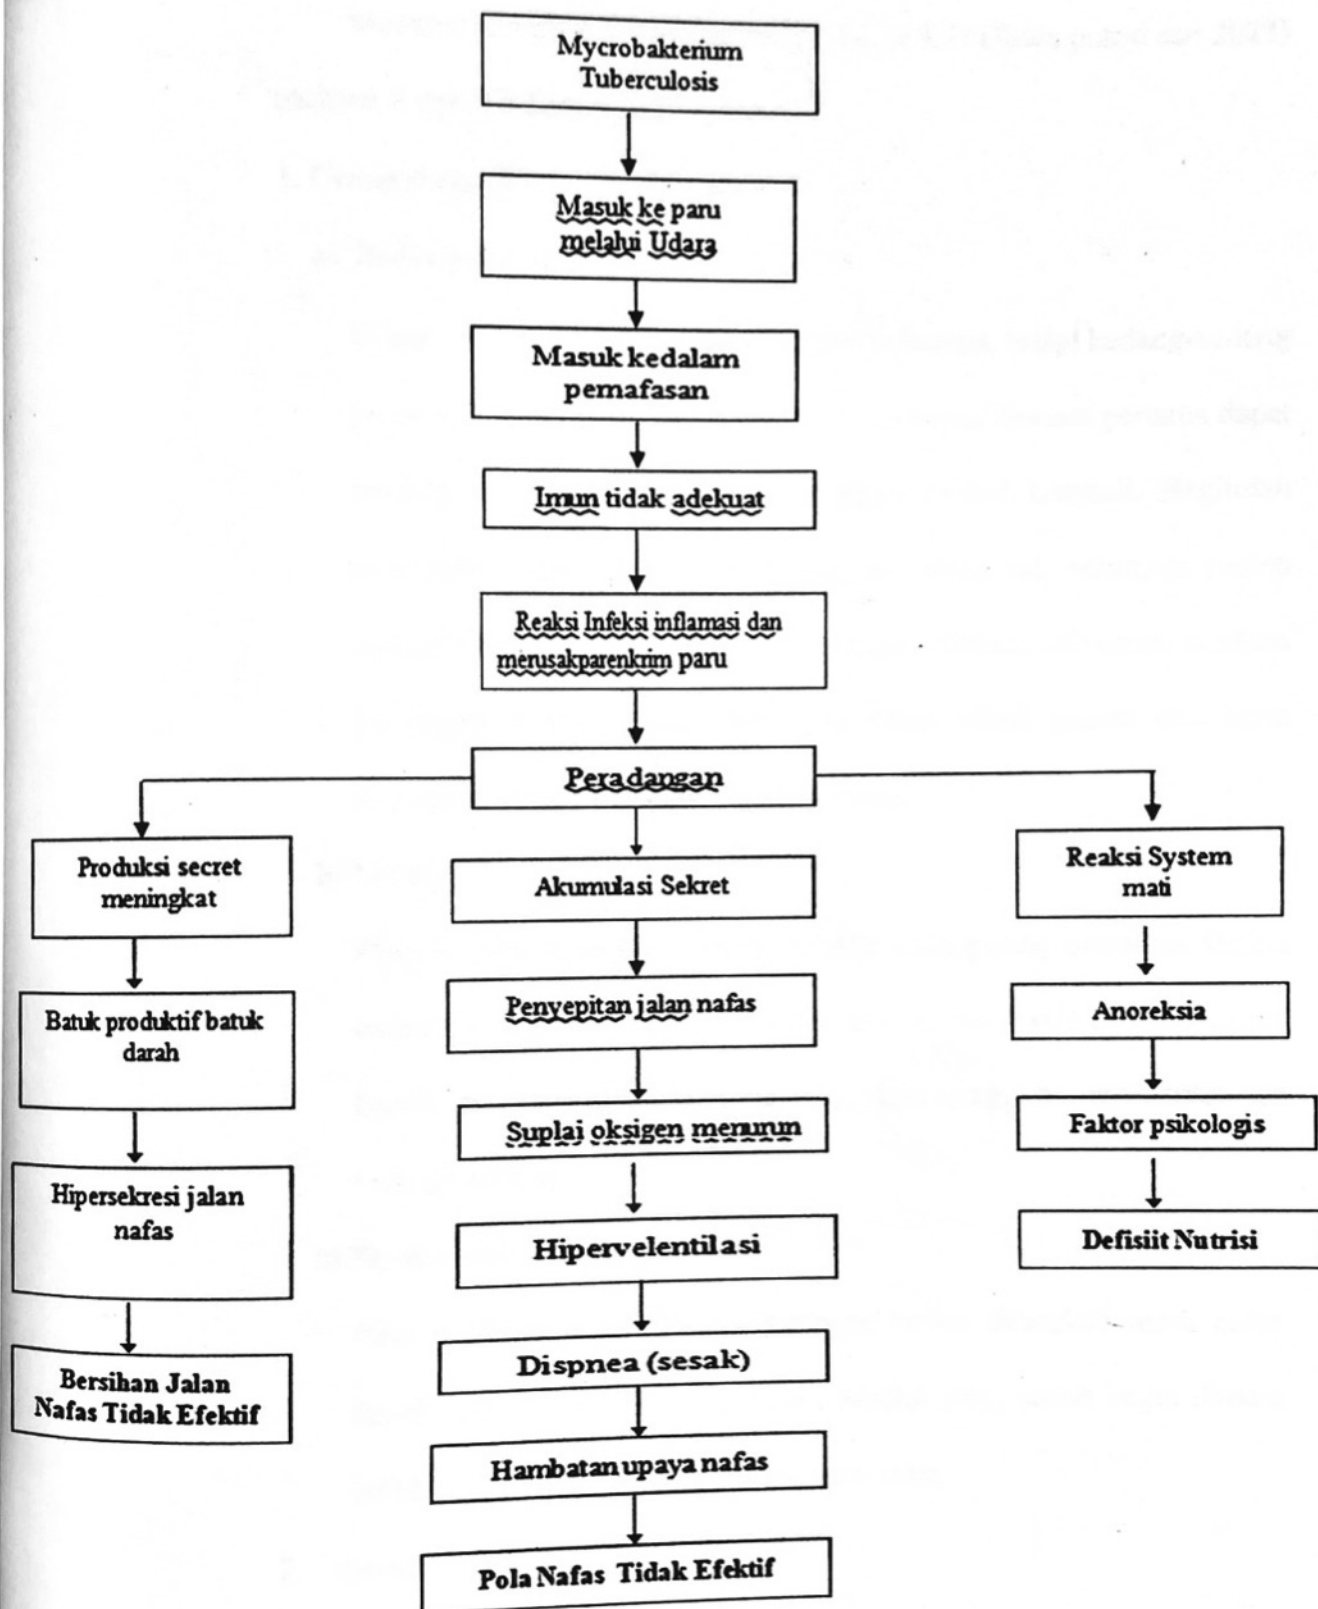 Mycrobakterium
Tuberculosis
Masuk ke paru
melalui Udara
Masuk kedalam
pernafasan
Imun tidak adekuat
Reaksi Infeksi inflamasi dan
merusakparenkrim paru
Peradangan
Produksi secret
meningkat
Batuk produktif batuk
darah
Hipersekresi jalan
nafas
Bersihan Jalan
Nafas Tidak Efektif
Akumulasi Sekret
Penyepitan jalan nafas
Suplai oksigen menurun
Hipervelentilasi
Dispnea (sesak)
Hambatan upaya nafas
Pola Nafas Tidak Efektif
Reaksi System
mati
Anoreksia
Faktor psikologis
Defisiit Nutrisi